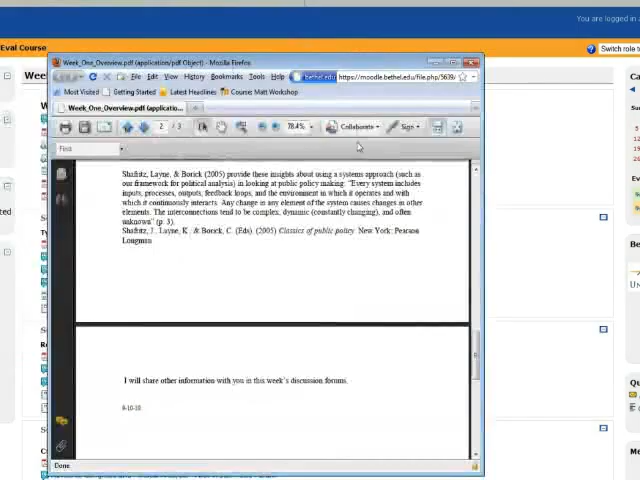 You are logged in
Eval Course
Switch role to
Week_One_Overview.pdf (application/pdf Object) - Mozilla Firefox
File Edit View History Bookmarks Tools Help
bethel.edu https://moodle.bethel.edu/file.php/5639/
Most Visited Getting Started Latest Headlines Course: Matt Workshop
Week_One_Overview.pdf (applicatio...
2 / 3 78.4% Collaborate Sign
First
Shafritz, Layne, & Borick (2005) provide these insights about using a systems approach (such as
our framework for political analysis) in looking at public policy making: "Every system includes
inputs, processes, outputs, feedback loops, and the environment in which it operates and with
which it continuously interacts. Any change in any element of the system causes changes in other
elements. The interconnections tend to be complex, dynamic (constantly changing), and often
unknown" (p. 3).
Shafritz, J., Layne, K., & Borick, C. (Eds). (2005) Classics of public policy. New York: Pearson
Longman
I will share other information with you in this week's discussion forums.
8-10-10
Done